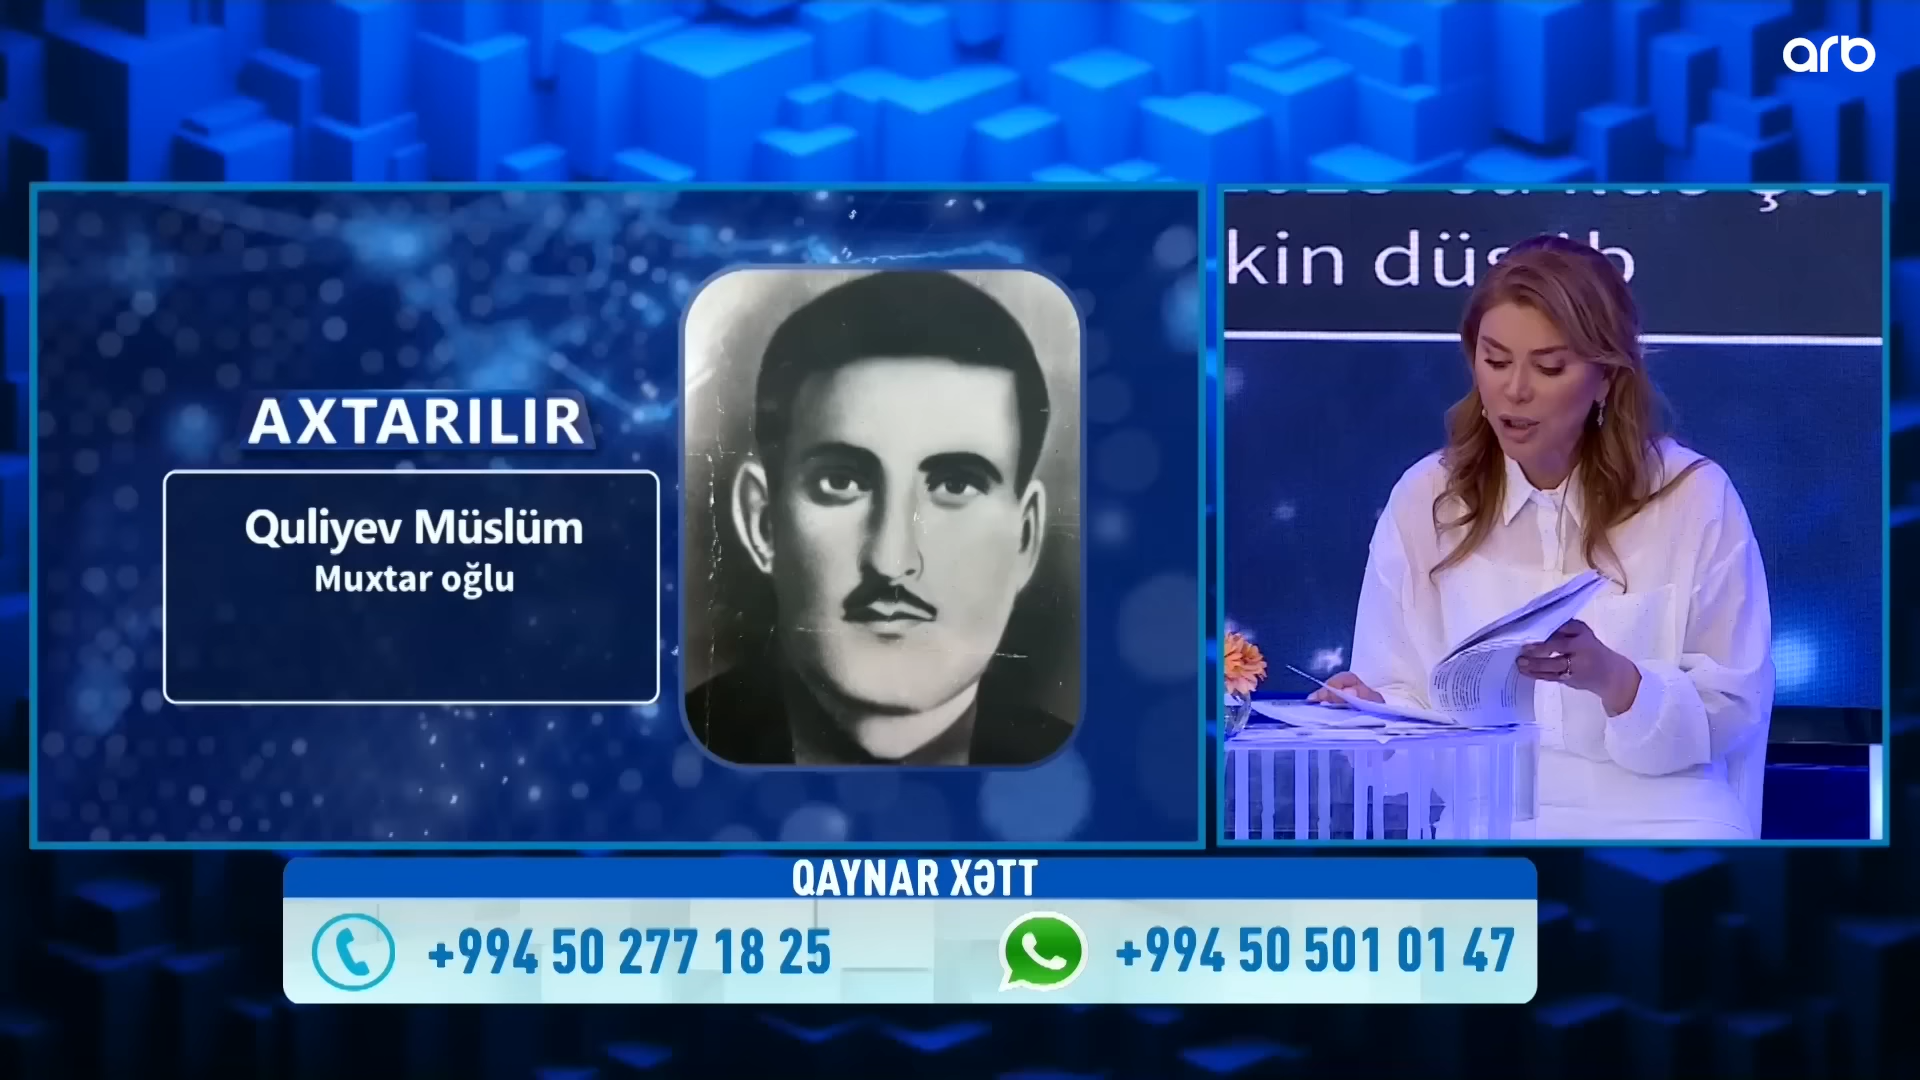 arb
AXTARILIR
Quliyev Müslüm
Muxtar oğlu
kin
QAYNAR XƏTT
+994 50 277 18 25
+994 50 501 01 47